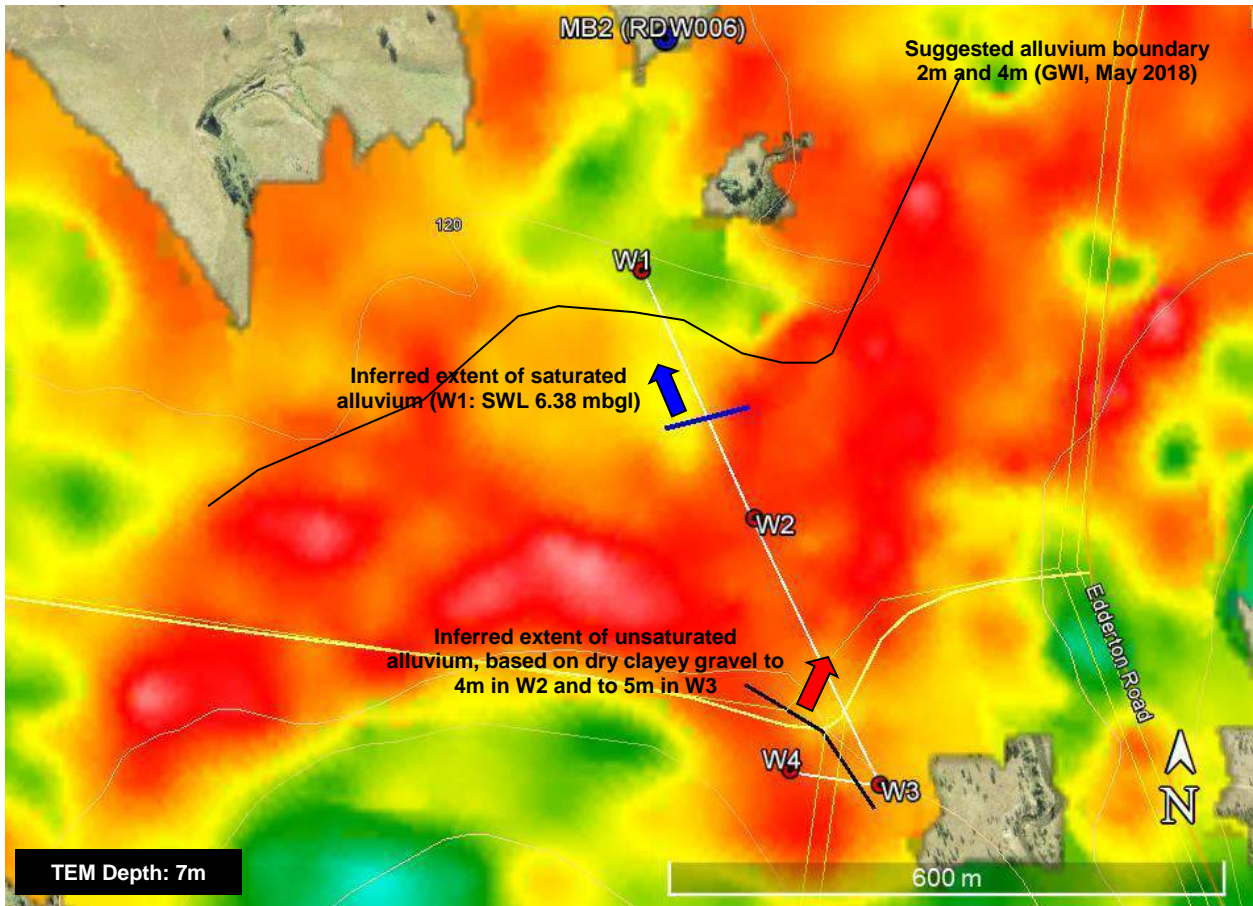 MB2 (RDW006)
Suggested alluvium boundary
2m and 4m (GWI, May 2018)
120
W1
Inferred extent of saturated
alluvium (W1: SWL 6.38 mbgl)
W2
Edderton Road
Inferred extent of unsaturated
alluvium, based on dry clayey gravel to
4m in W2 and to 5m in W3
W4
W3
N
TEM Depth: 7m
600 m